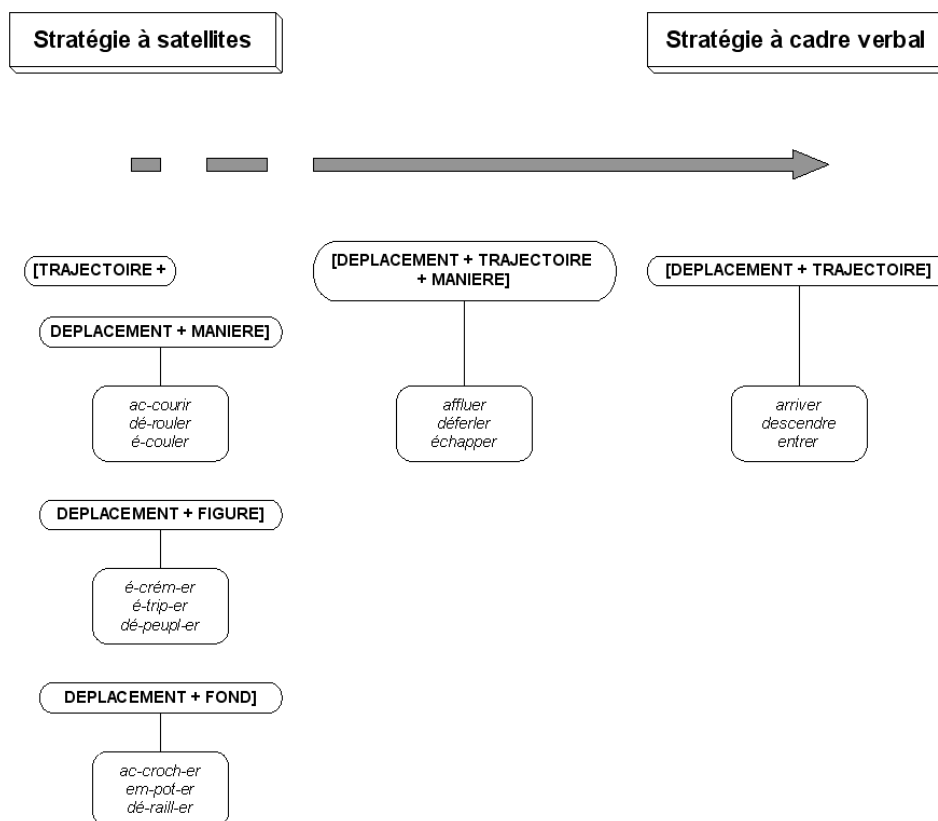 Stratégie à satellites
Stratégie à cadre verbal
[TRAJECTOIRE +
DEPLACEMENT + MANIERE]
ac-courir
dé-rouler
é-couler
DEPLACEMENT + FIGURE]
é-crém-er
é-trip-er
dé-peupl-er
DEPLACEMENT + FOND]
ac-croch-er
em-pot-er
dé-raill-er
[DEPLACEMENT + TRAJECTOIRE
+ MANIERE]
affluer
déferler
échapper
[DEPLACEMENT + TRAJECTOIRE]
arriver
descendre
entrer